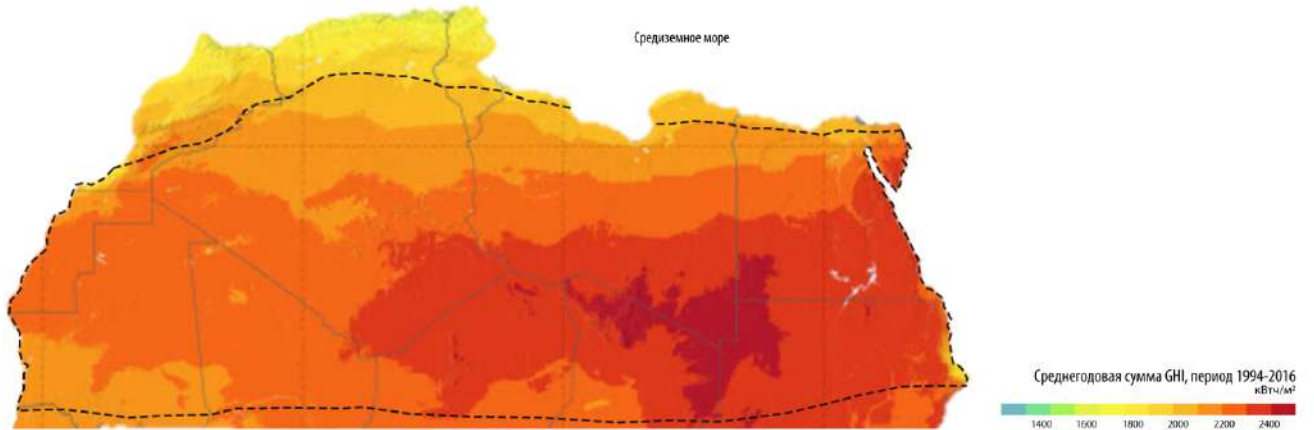 Средиземное море
Среднегодовая сумма GHI, период 1994-2016
кВтч/м²
1400 1600 1800 2000 2200 2400